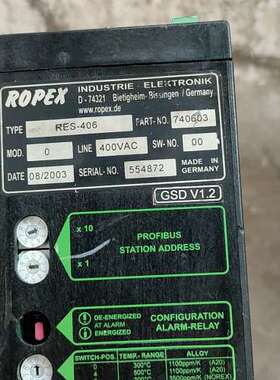 ROPEX INDUSTRIE - ELEKTRONIK
D - 74321 Bietigheim- Bissingen / Germany
www.ropex.de
TYPE RES-406 PART-NO. 740603
MOD. 0 LINE 400VAC SW-NO. 00
DATE 08/2003 SERIAL-NO. 554872 MADE IN GERMANY
GSD V1.2
x 10
PROFIBUS
STATION ADDRESS
x 1
DE-ENERGIZED AT ALARM
ENERGIZED
CONFIGURATION
ALARM-RELAY
SWITCH-POS. TEMP.- RANGE ALLOY
0 300°C 1100ppm/K (A20)